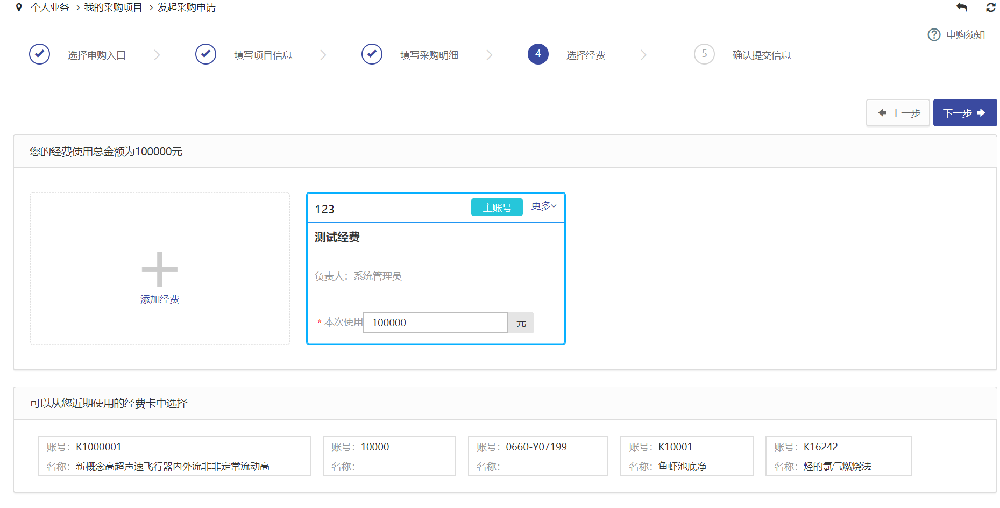 个人业务 > 我的采购项目 > 发起采购申请
申购须知
选择申购入口
填写项目信息
填写采购明细
4 选择经费
5 确认提交信息
上一步
下一步
您的经费使用总金额为100000元
添加经费
123 主账号 更多
测试经费
负责人：系统管理员
* 本次使用 100000 元
可以从您近期使用的经费卡中选择
账号：K1000001
名称：新概念高超声速飞行器内外流非非定常流动高
账号：10000
名称：
账号：0660-Y07199
名称：
账号：K10001
名称：鱼虾池底净
账号：K16242
名称：烃的氯气燃烧法